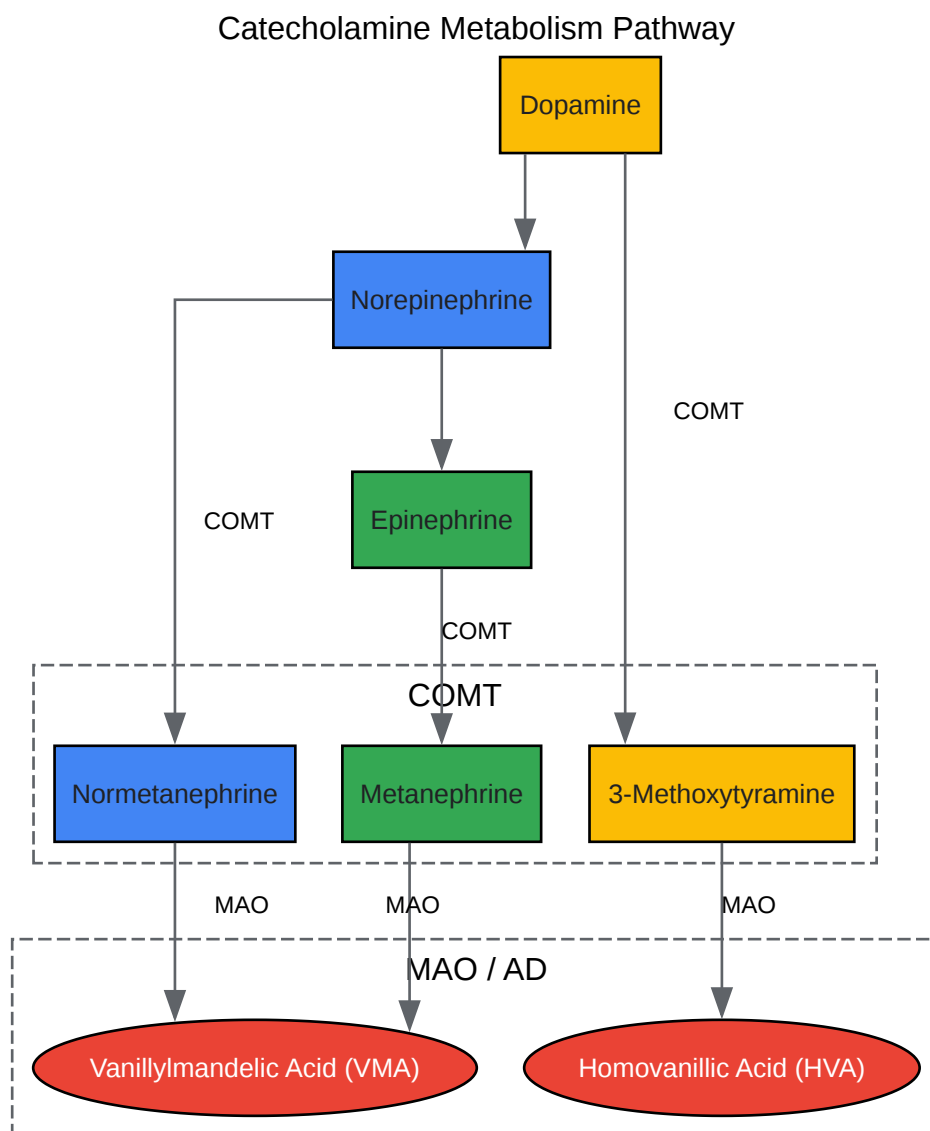 Catecholamine Metabolism Pathway
Dopamine
Norepinephrine
COMT
COMT
Epinephrine
COMT
COMT
Normetanephrine
Metanephrine
3-Methoxytyramine
MAO
MAO
MAO
MAO / AD
Vanillylmandelic Acid (VMA)
Homovanillic Acid (HVA)